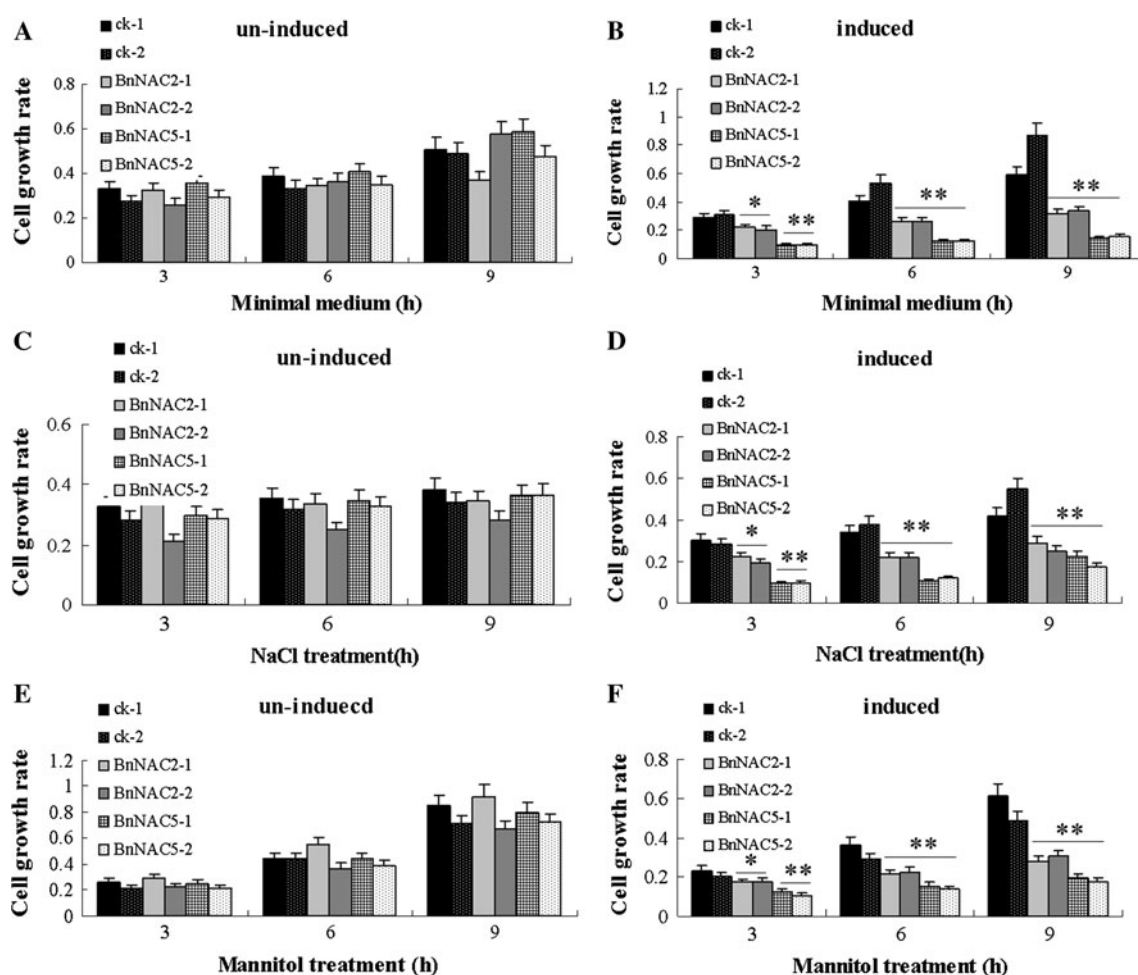 A
un-induced
ck-1
ck-2
BnNAC2-1
BnNAC2-2
BnNAC5-1
BnNAC5-2
Cell growth rate
0.8
0.6
0.4
0.2
0
3 6 9
Minimal medium (h)
B
induced
ck-1
ck-2
BnNAC2-1
BnNAC2-2
BnNAC5-1
BnNAC5-2
Cell growth rate
1.2
1
0.8
0.6
0.4
0.2
0
* ** ** **
3 6 9
Minimal medium (h)
C
un-induced
ck-1
ck-2
BnNAC2-1
BnNAC2-2
BnNAC5-1
BnNAC5-2
Cell growth rate
0.6
0.4
0.2
0
3 6 9
NaCl treatment(h)
D
induced
ck-1
ck-2
BnNAC2-1
BnNAC2-2
BnNAC5-1
BnNAC5-2
Cell growth rate
0.8
0.6
0.4
0.2
0
* ** ** **
3 6 9
NaCl treatment(h)
E
un-induecd
ck-1
ck-2
BnNAC2-1
BnNAC2-2
BnNAC5-1
BnNAC5-2
Cell growth rate
1.2
1
0.8
0.6
0.4
0.2
0
3 6 9
Mannitol treatment (h)
F
induced
ck-1
ck-2
BnNAC2-1
BnNAC2-2
BnNAC5-1
BnNAC5-2
Cell growth rate
0.8
0.6
0.4
0.2
0
* ** ** **
3 6 9
Mannitol treatment (h)